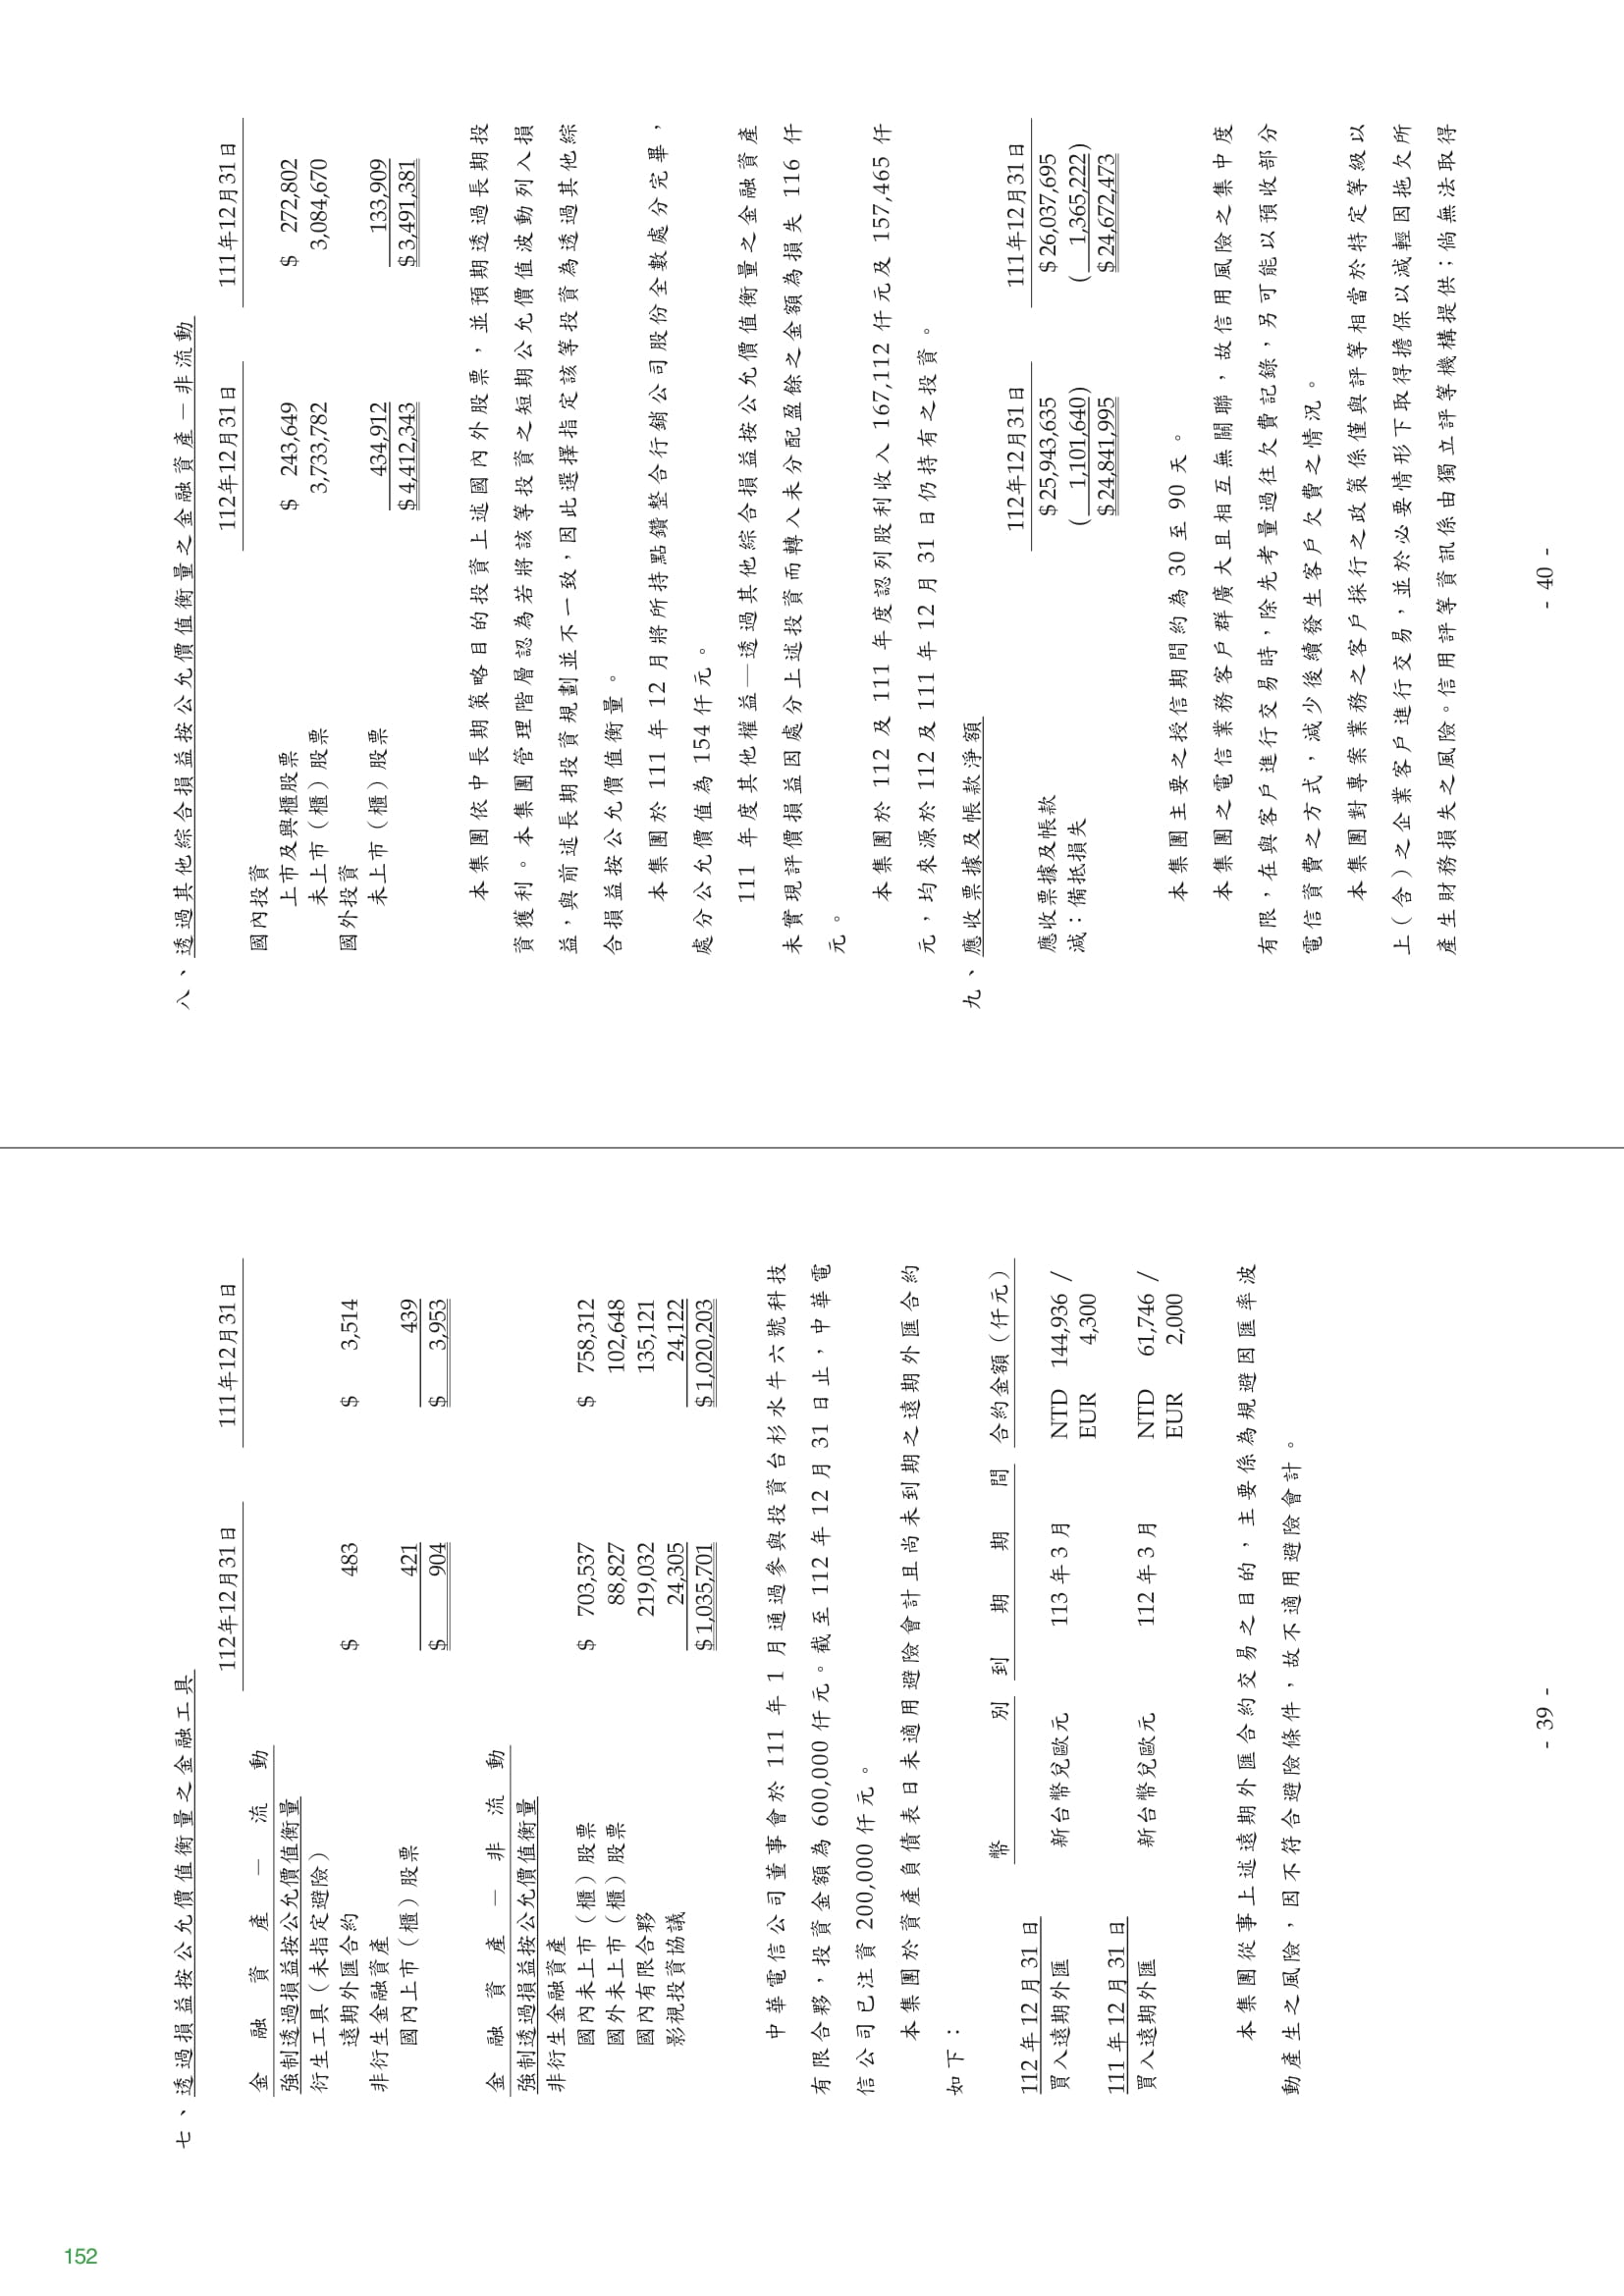 152
七、透過損益按公允價值衡量之金融工具
112年12月31日 111年12月31日
金融資產－流動
強制透過損益按公允價值衡量
衍生工具（未指定避險）
遠期外匯合約 $ 483 $ 3,514
非衍生金融資產
國內上市（櫃）股票 421 439
$ 904 $ 3,953
金融資產－非流動
強制透過損益按公允價值衡量
非衍生金融資產
國內未上市（櫃）股票 $ 703,537 $ 758,312
國外未上市（櫃）股票 88,827 102,648
國內有限合夥 219,032 135,121
影視投資協議 24,305 24,122
$ 1,035,701 $ 1,020,203
中華電信公司董事會於 111 年 1 月通過參與投資台杉水牛六號科技
有限合夥，投資金額為 600,000 仟元。截至 112 年 12 月 31 日止，中華電
信公司已注資 200,000 仟元。
本集團於資產負債表日未適用避險會計且尚未到期之遠期外匯合約
如下：
幣別 到期期間 合約金額（仟元）
112 年 12 月 31 日
買入遠期外匯 新台幣兌歐元 113 年 3 月 NTD 144,936 /
EUR 4,300
111 年 12 月 31 日
買入遠期外匯 新台幣兌歐元 112 年 3 月 NTD 61,746 /
EUR 2,000
本集團從事上述遠期外匯合約交易之目的，主要係為規避因匯率波
動產生之風險，因不符合避險條件，故不適用避險會計。
- 39 -
八、透過其他綜合損益按公允價值衡量之金融資產－非流動
112年12月31日 111年12月31日
國內投資
上市及興櫃股票 $ 243,649 $ 272,802
未上市（櫃）股票 3,733,782 3,084,670
國外投資
未上市（櫃）股票 434,912 133,909
$ 4,412,343 $ 3,491,381
本集團依中長期策略目的投資上述國內外股票，並預期透過長期投
資獲利。本集團管理階層認為若將該等投資之短期公允價值波動列入損
益，與前述長期投資規劃並不一致，因此選擇指定該等投資為透過其他綜
合損益按公允價值衡量。
本集團於 111 年 12 月將所持點鑽整合行銷公司股份全數處分完畢，
處分公允價值為 154 仟元。
111 年度其他權益—透過其他綜合損益按公允價值衡量之金融資產
未實現評價損益因處分上述投資而轉入未分配盈餘之金額為損失 116 仟
元。
本集團於 112 及 111 年度認列股利收入 167,112 仟元及 157,465 仟
元，均來源於 112 及 111 年 12 月 31 日仍持有之投資。
九、應收票據及帳款淨額
112年12月31日 111年12月31日
應收票據及帳款 $ 25,943,635 $ 26,037,695
減：備抵損失 ( 1,101,640) ( 1,365,222)
$ 24,841,995 $ 24,672,473
本集團主要之授信期間約為 30 至 90 天。
本集團之電信業務客戶群廣大且相互無關聯，故信用風險之集中度
有限，在與客戶進行交易時，除先考量過往欠費記錄，另可能以預收部分
電信資費之方式，減少後續發生客戶欠費之情況。
本集團對專案業務之客戶採行之政策係僅與評等相當於特定等級以
上（含）之企業客戶進行交易，並於必要情形下取得擔保以減輕因拖欠所
產生財務損失之風險。信用評等資訊係由獨立評等機構提供；倘無法取得
- 40 -